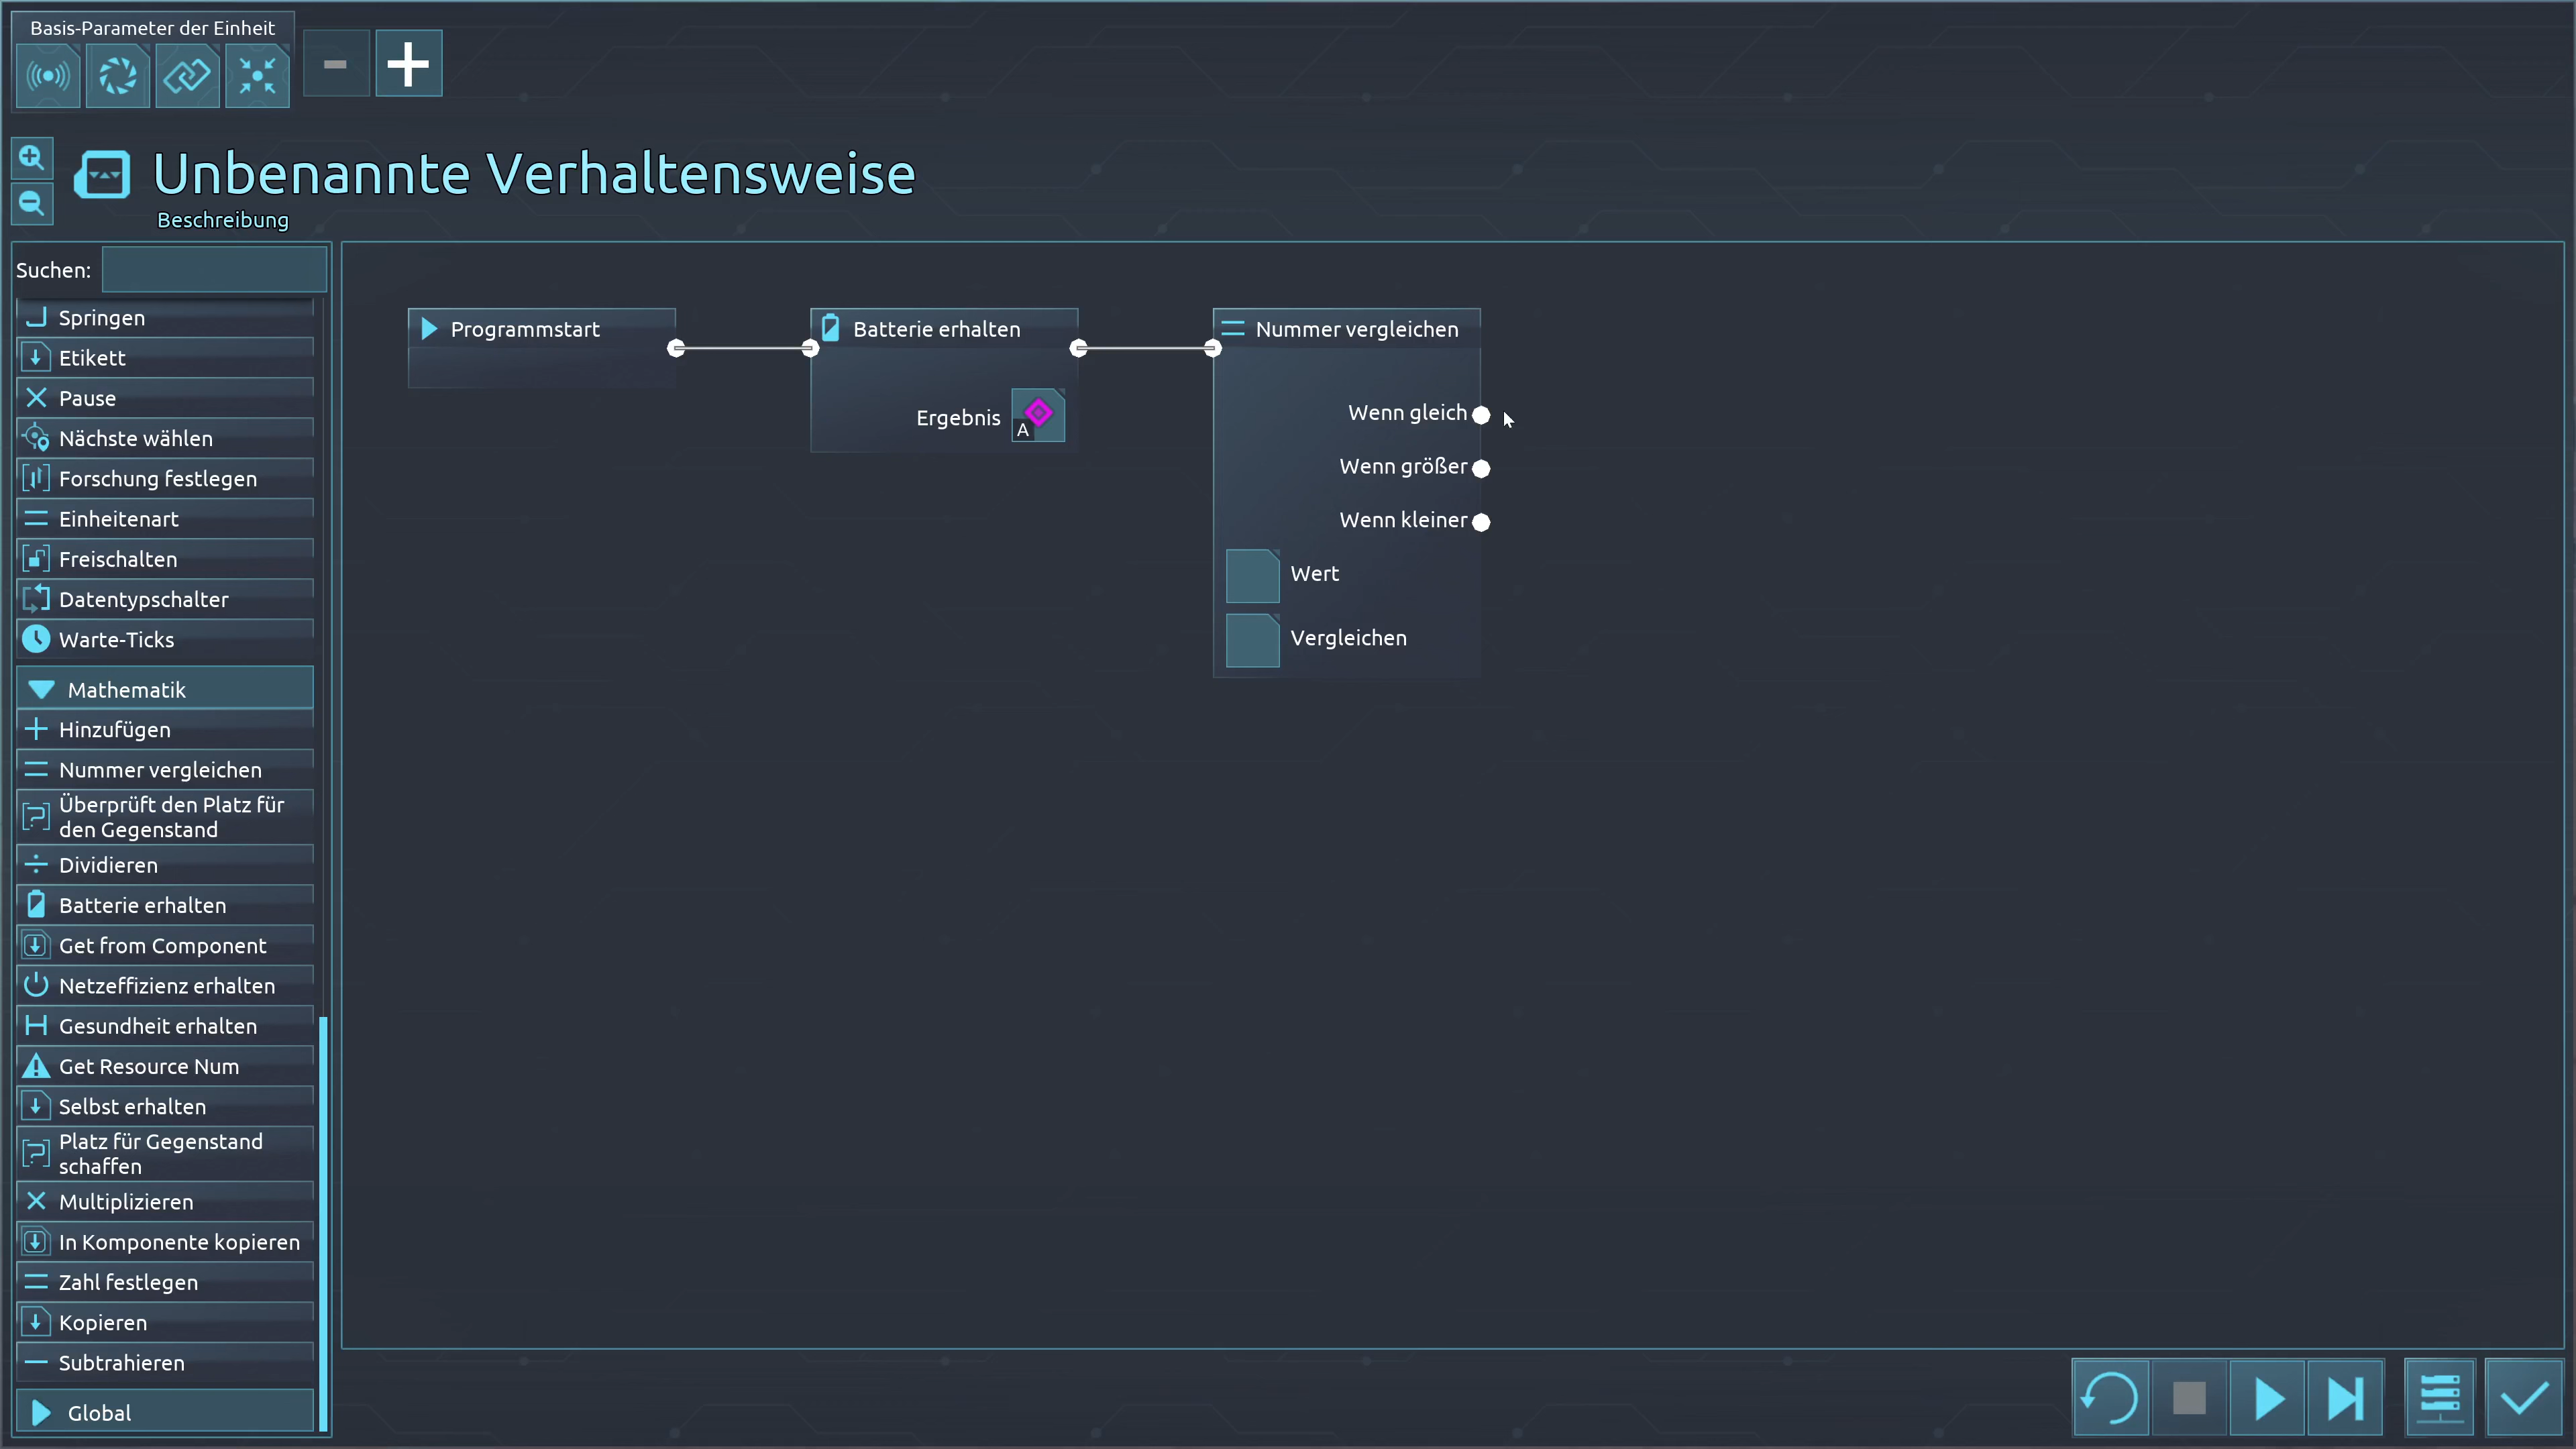 Basis-Parameter der Einheit
Unbenannte Verhaltensweise
Beschreibung
Suchen:
Springen
Etikett
Pause
Nächste wählen
Forschung festlegen
Einheitenart
Freischalten
Datentypschalter
Warte-Ticks
Mathematik
Hinzufügen
Nummer vergleichen
Überprüft den Platz für
den Gegenstand
Dividieren
Batterie erhalten
Get from Component
Netzeffizienz erhalten
Gesundheit erhalten
Get Resource Num
Selbst erhalten
Platz für Gegenstand
schaffen
Multiplizieren
In Komponente kopieren
Zahl festlegen
Kopieren
Subtrahieren
Global
Programmstart
Batterie erhalten
Ergebnis
A
Nummer vergleichen
Wenn gleich
Wenn größer
Wenn kleiner
Wert
Vergleichen